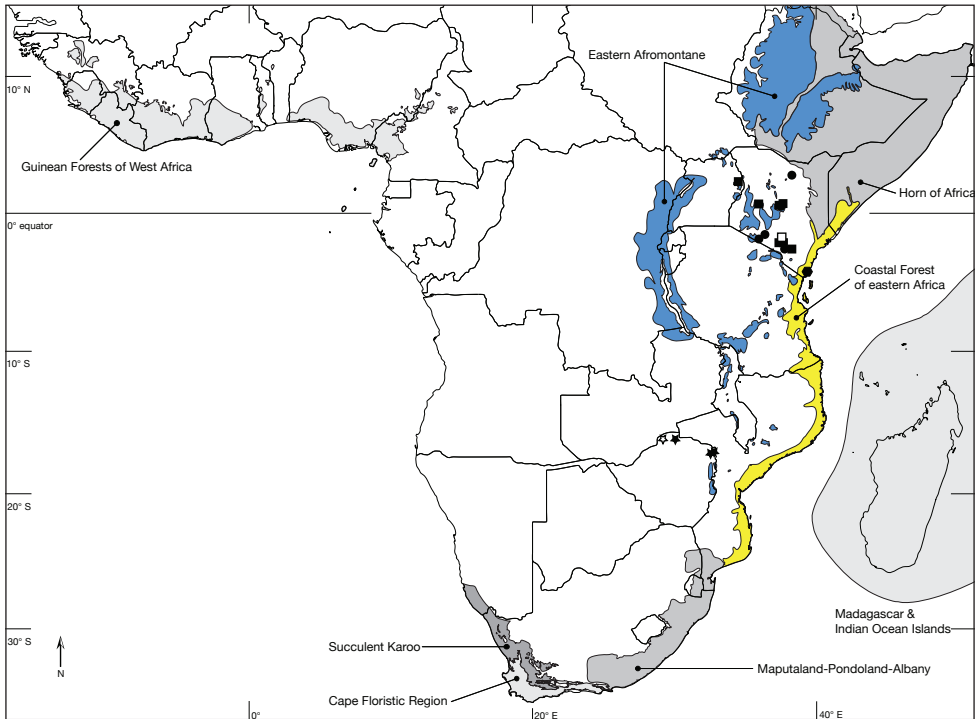 Eastern Afromontane
10° N
Guinean Forests of West Africa
Horn of Africa
0° equator
Coastal Forest
of eastern Africa
10° S
20° S
Madagascar &
Indian Ocean Islands
30° S
Succulent Karoo
N
Maputaland-Pondoland-Albany
Cape Floristic Region
0°
20° E
40° E